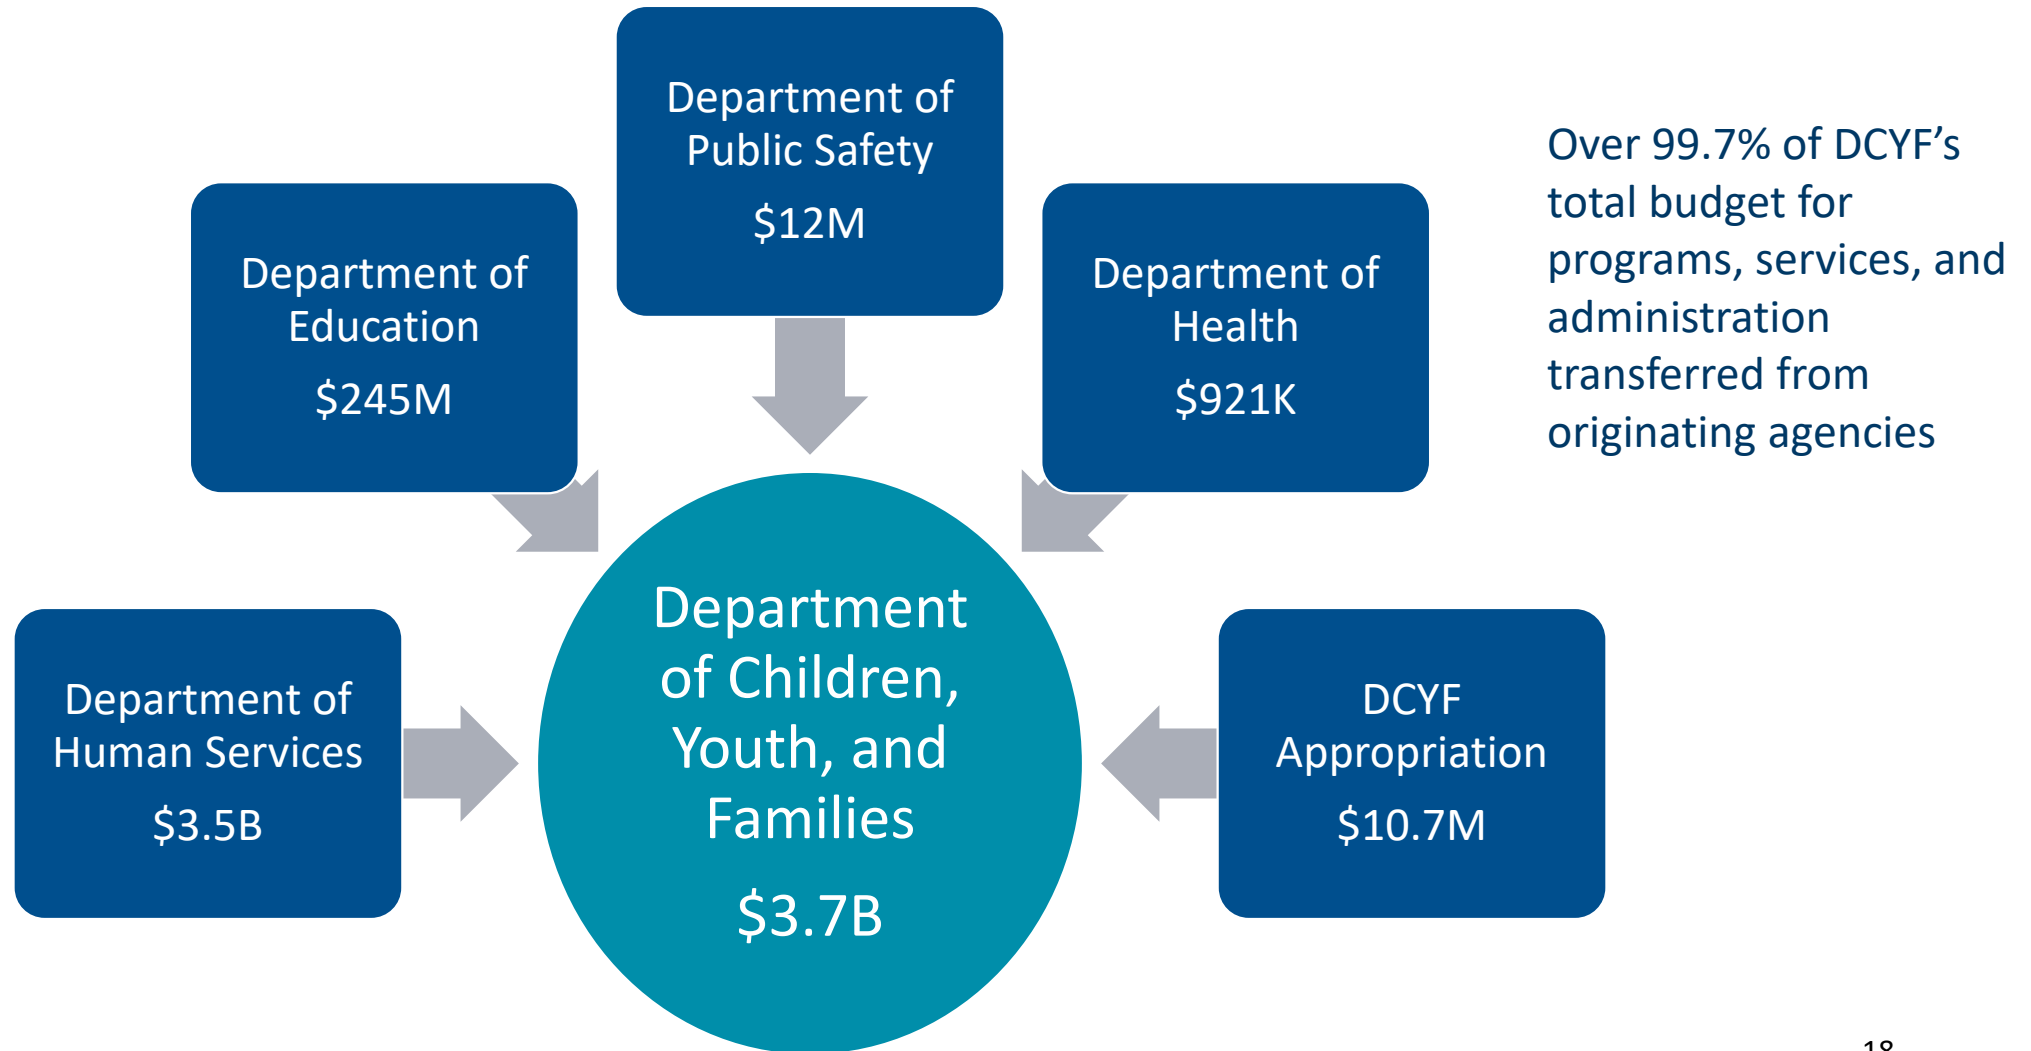 Department of
Public Safety
$12M
Department of
Education
$245M
Department of
Health
$921K
Over 99.7% of DCYF’s
total budget for
programs, services, and
administration
transferred from
originating agencies
Department of
Human Services
$3.5B
Department
of Children,
Youth, and
Families
$3.7B
DCYF
Appropriation
$10.7M
18